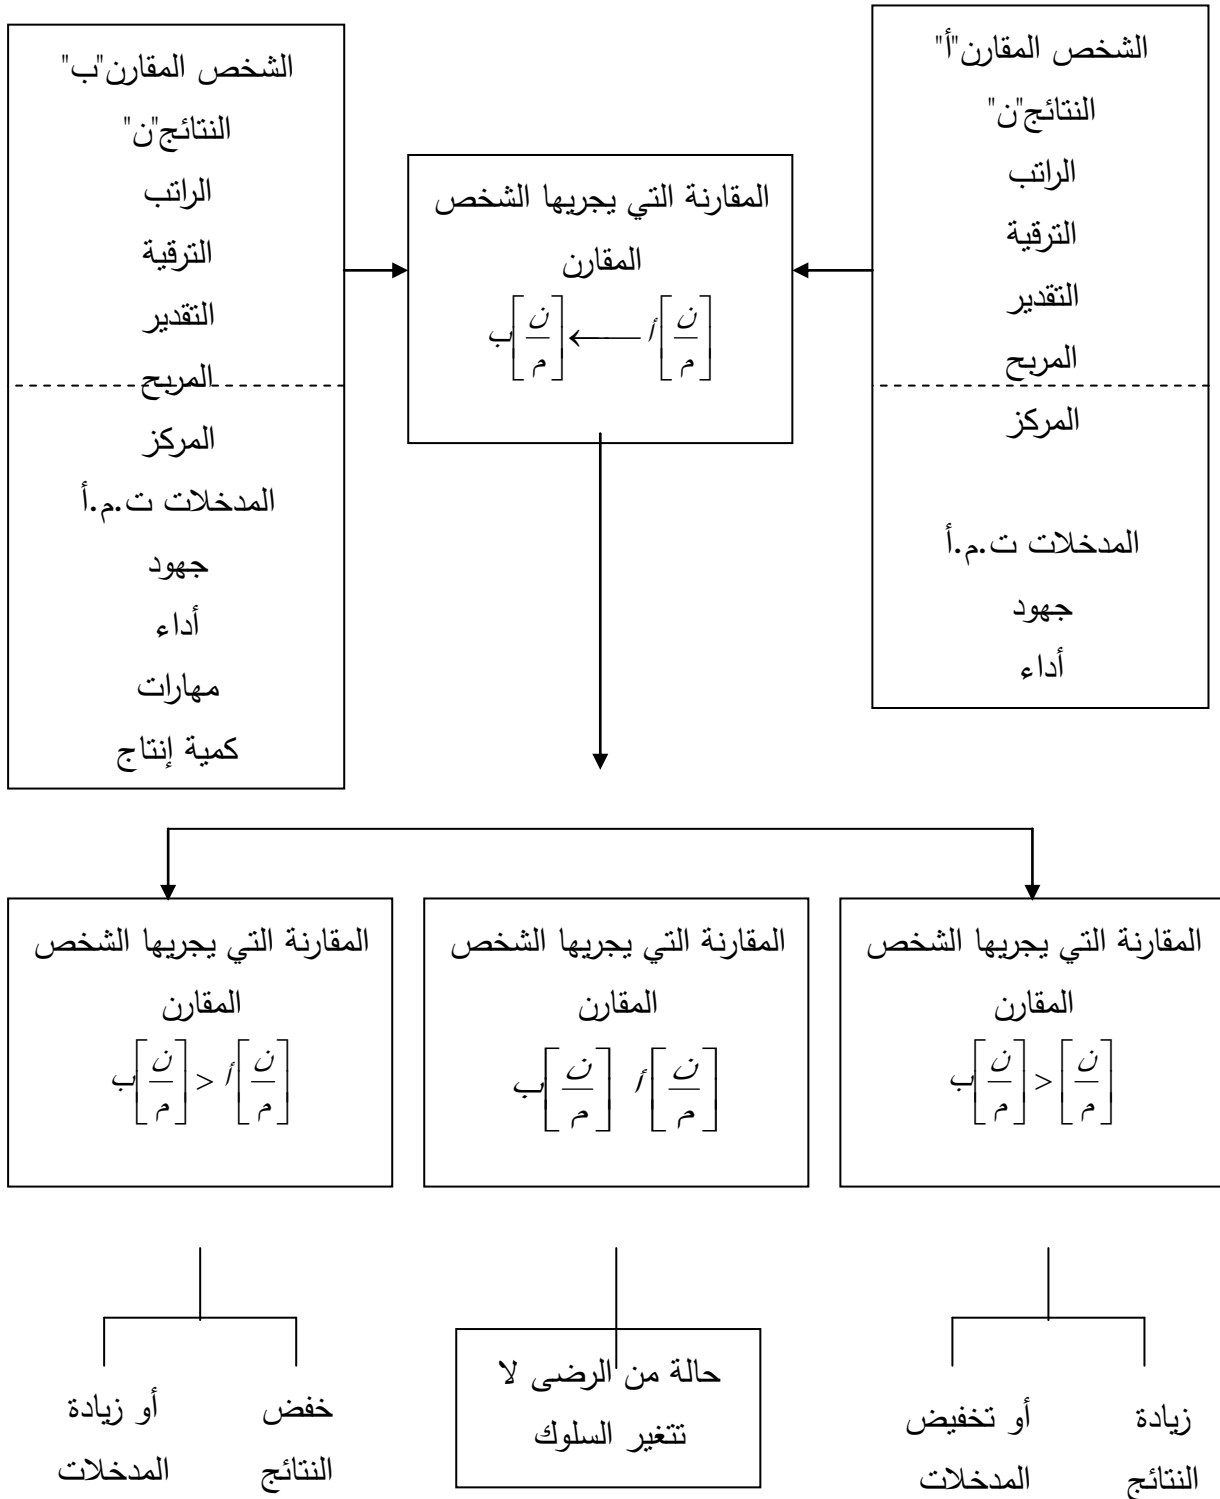 الشخص المقارن"أ"
النتائج"ن"
الراتب
الترقية
التقدير
المربح
المركز
المدخلات ت.م.أ
جهود
أداء
المقارنة التي يجريها الشخص
المقارن
[ن/م] أ ⟶ [ن/م] ب
الشخص المقارن"ب"
النتائج"ن"
الراتب
الترقية
التقدير
المربح
المركز
المدخلات ت.م.أ
جهود
أداء
مهارات
كمية إنتاج
المقارنة التي يجريها الشخص
المقارن
[ن/م] > [ن/م] ب
المقارنة التي يجريها الشخص
المقارن
[ن/م] أ [ن/م] ب
المقارنة التي يجريها الشخص
المقارن
[ن/م] أ < [ن/م] ب
زيادة
النتائج
أو تخفيض
المدخلات
حالة من الرضى لا
تتغير السلوك
خفض
النتائج
أو زيادة
المدخلات